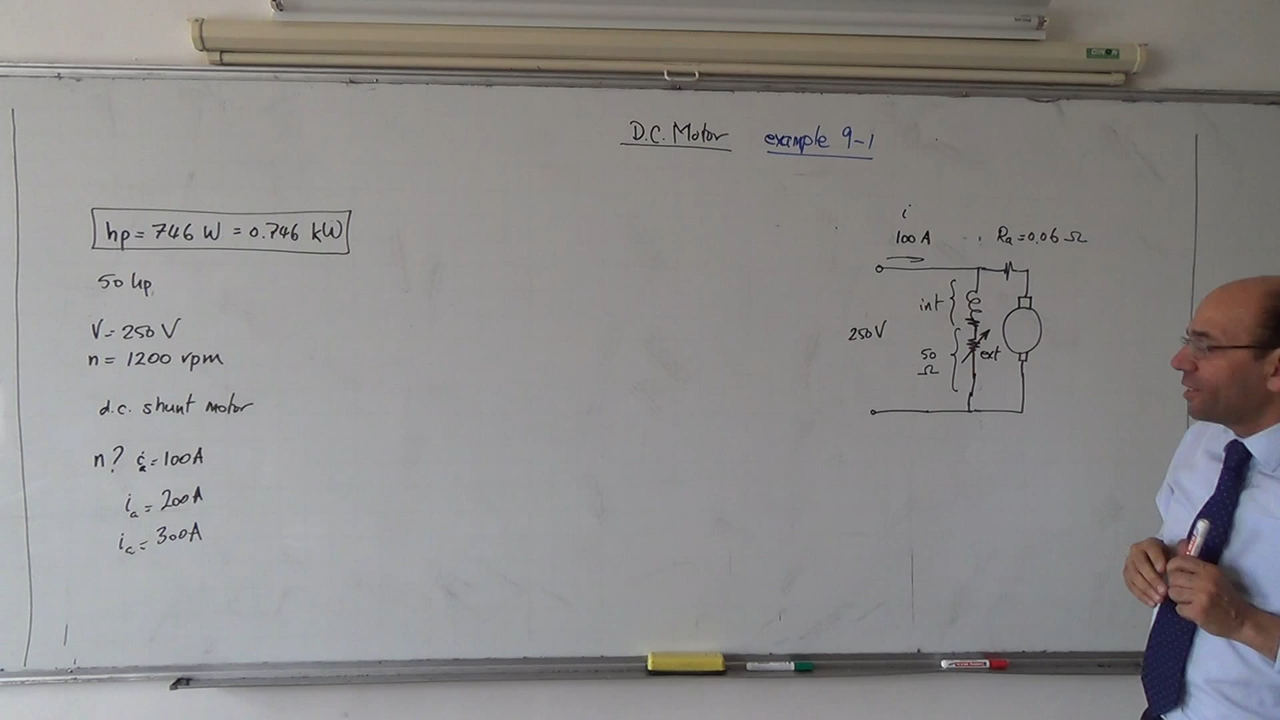 D.C. Motor example 9-1
hp = 746 W = 0.746 kW
50 hp
V = 250 V
n = 1200 rpm
d.c. shunt motor
n? ia = 100A
ia = 200A
ia = 300A
i
100 A
Ra = 0.06 Ω
int
250V
50 Ω
ext